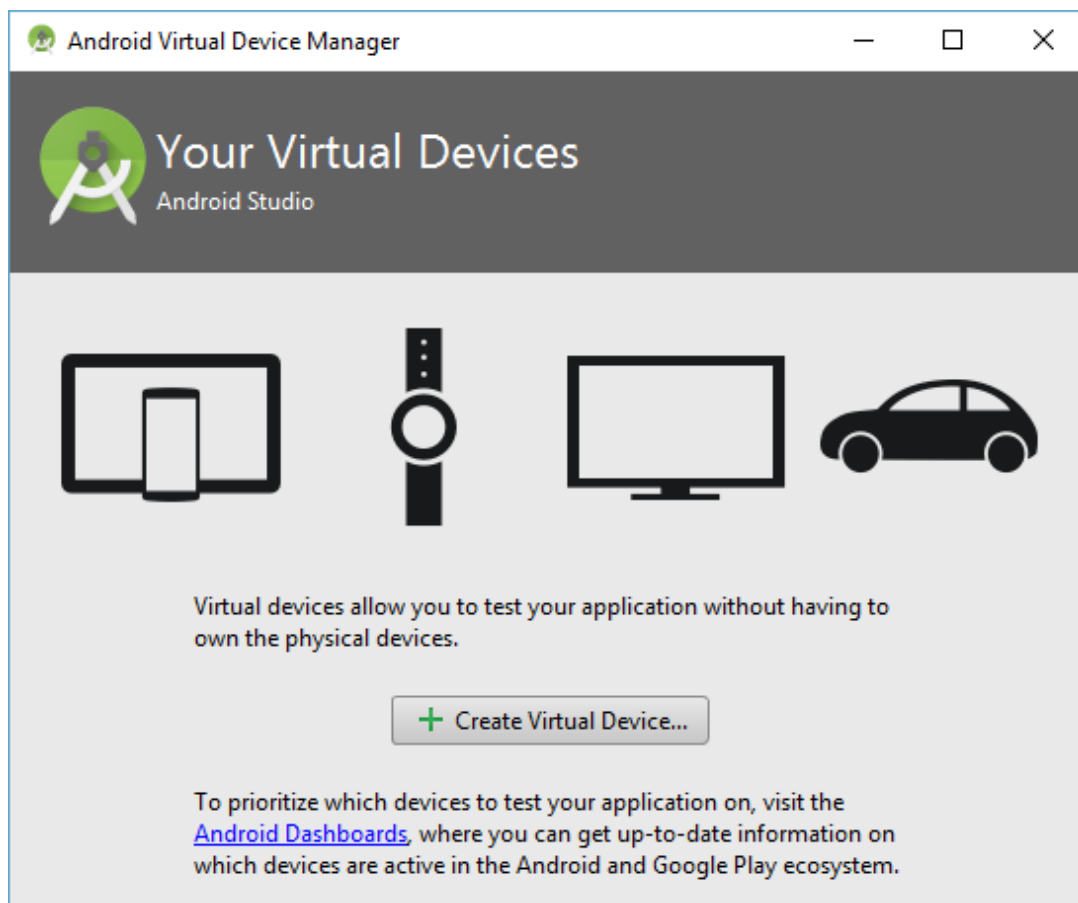 Android Virtual Device Manager
Your Virtual Devices
Android Studio
Virtual devices allow you to test your application without having to
own the physical devices.
Create Virtual Device...
To prioritize which devices to test your application on, visit the
Android Dashboards, where you can get up-to-date information on
which devices are active in the Android and Google Play ecosystem.